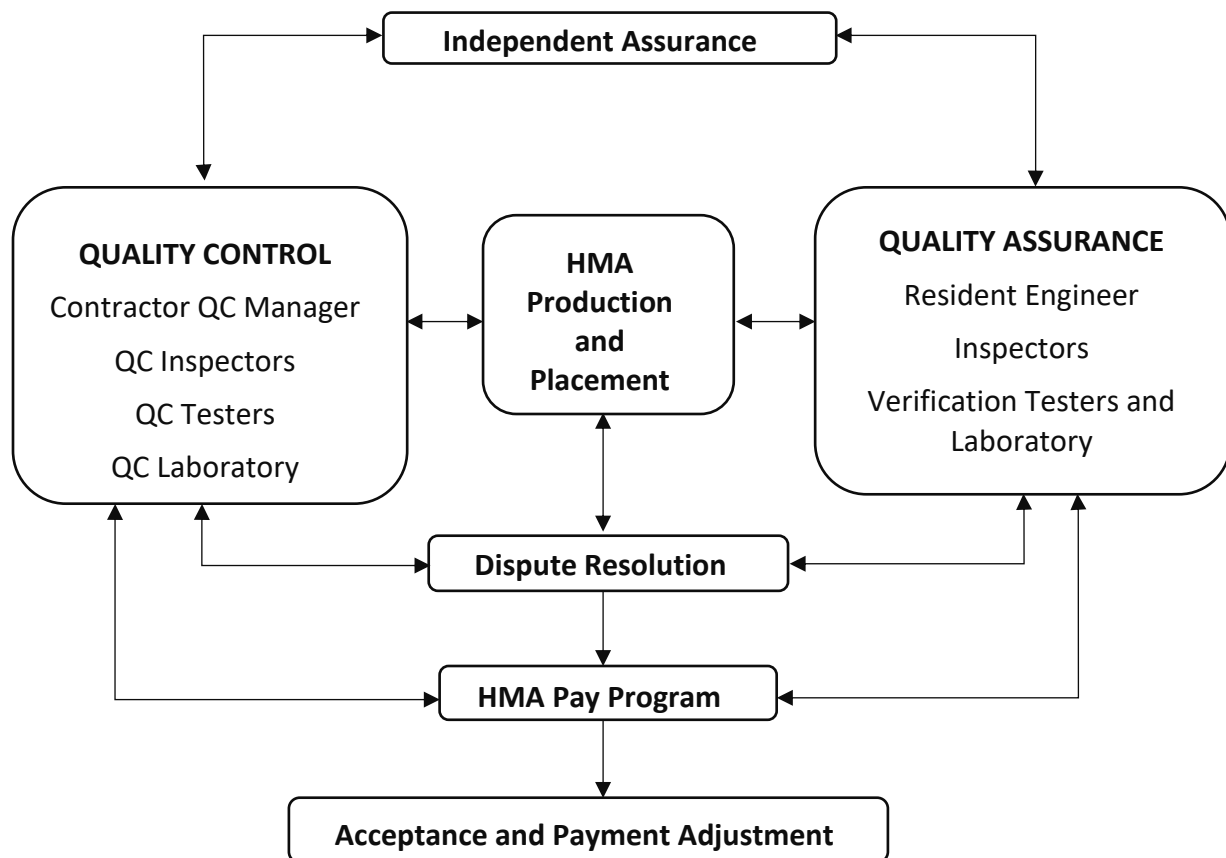 Independent Assurance
QUALITY CONTROL
Contractor QC Manager
QC Inspectors
QC Testers
QC Laboratory
HMA
Production
and
Placement
QUALITY ASSURANCE
Resident Engineer
Inspectors
Verification Testers and
Laboratory
Dispute Resolution
HMA Pay Program
Acceptance and Payment Adjustment